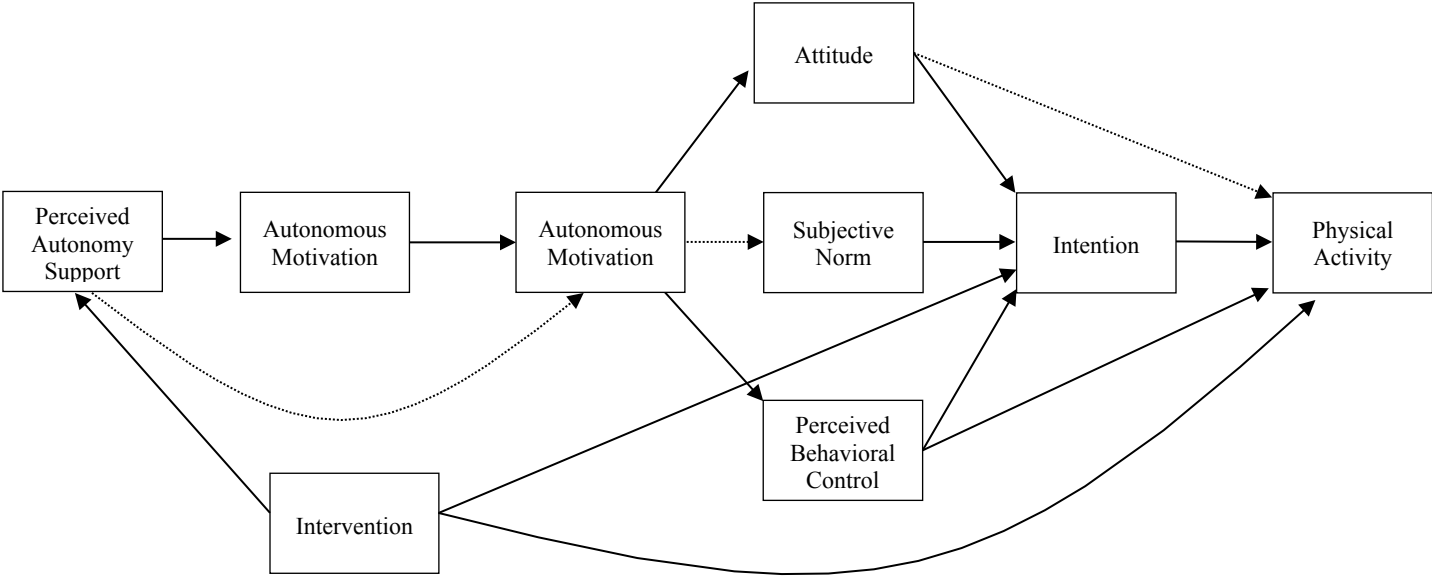 Attitude
Perceived
Autonomy
Support
Autonomous
Motivation
Autonomous
Motivation
Subjective
Norm
Intention
Physical
Activity
Perceived
Behavioral
Control
Intervention